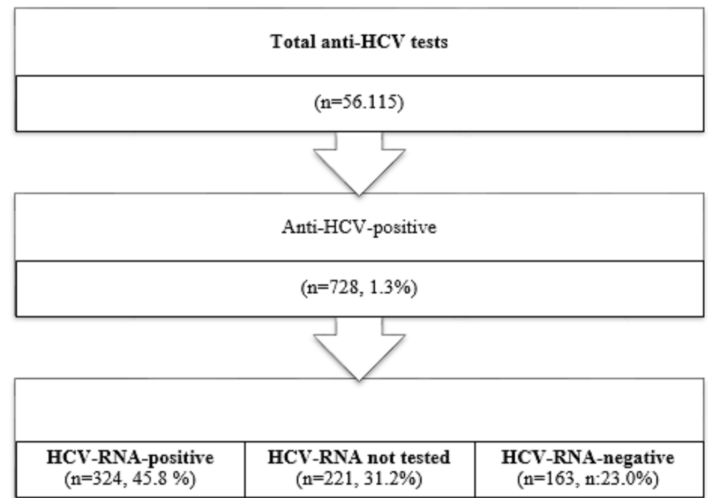 Total anti-HCV tests
(n=56.115)
Anti-HCV-positive
(n=728, 1.3%)
HCV-RNA-positive
(n=324, 45.8 %)
HCV-RNA not tested
(n=221, 31.2%)
HCV-RNA-negative
(n=163, n:23.0%)